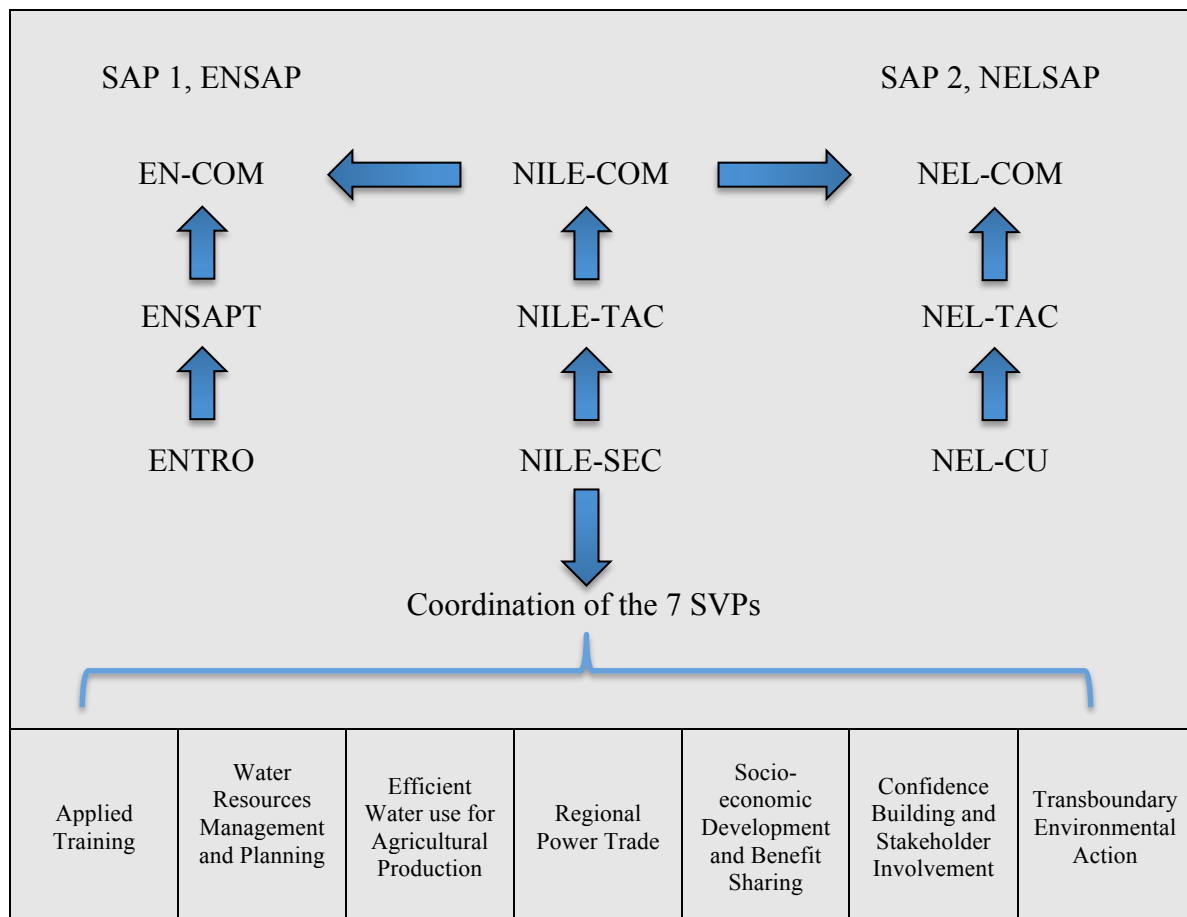 SAP 1, ENSAP
SAP 2, NELSAP
EN-COM
NILE-COM
NEL-COM
ENSAPT
NILE-TAC
NEL-TAC
ENTRO
NILE-SEC
NEL-CU
Coordination of the 7 SVPs
Applied
Training
Water
Resources
Management
and Planning
Efficient
Water use for
Agricultural
Production
Regional
Power Trade
Socio-
economic
Development
and Benefit
Sharing
Confidence
Building and
Stakeholder
Involvement
Transboundary
Environmental
Action